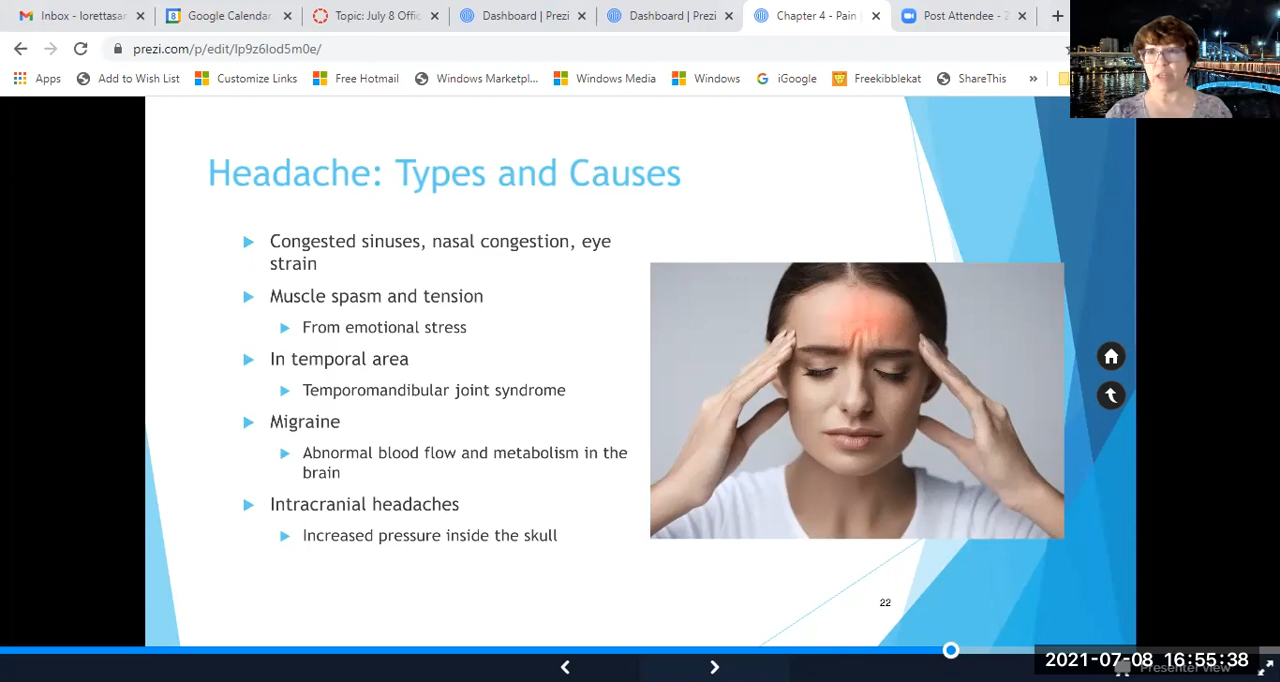 Inbox - lorettasar
Google Calendar
Topic: July 8 Offic
Dashboard | Prezi
Dashboard | Prezi
Chapter 4 - Pain
Post Attendee - Z
prezi.com/p/edit/lp9z6lod5m0e/
Apps
Add to Wish List
Customize Links
Free Hotmail
Windows Marketpl...
Windows Media
Windows
iGoogle
Freekibblekat
ShareThis
»
Headache: Types and Causes
Congested sinuses, nasal congestion, eye
strain
Muscle spasm and tension
From emotional stress
In temporal area
Temporomandibular joint syndrome
Migraine
Abnormal blood flow and metabolism in the
brain
Intracranial headaches
Increased pressure inside the skull
22
2021-07-08 16:55:38
Presenter view